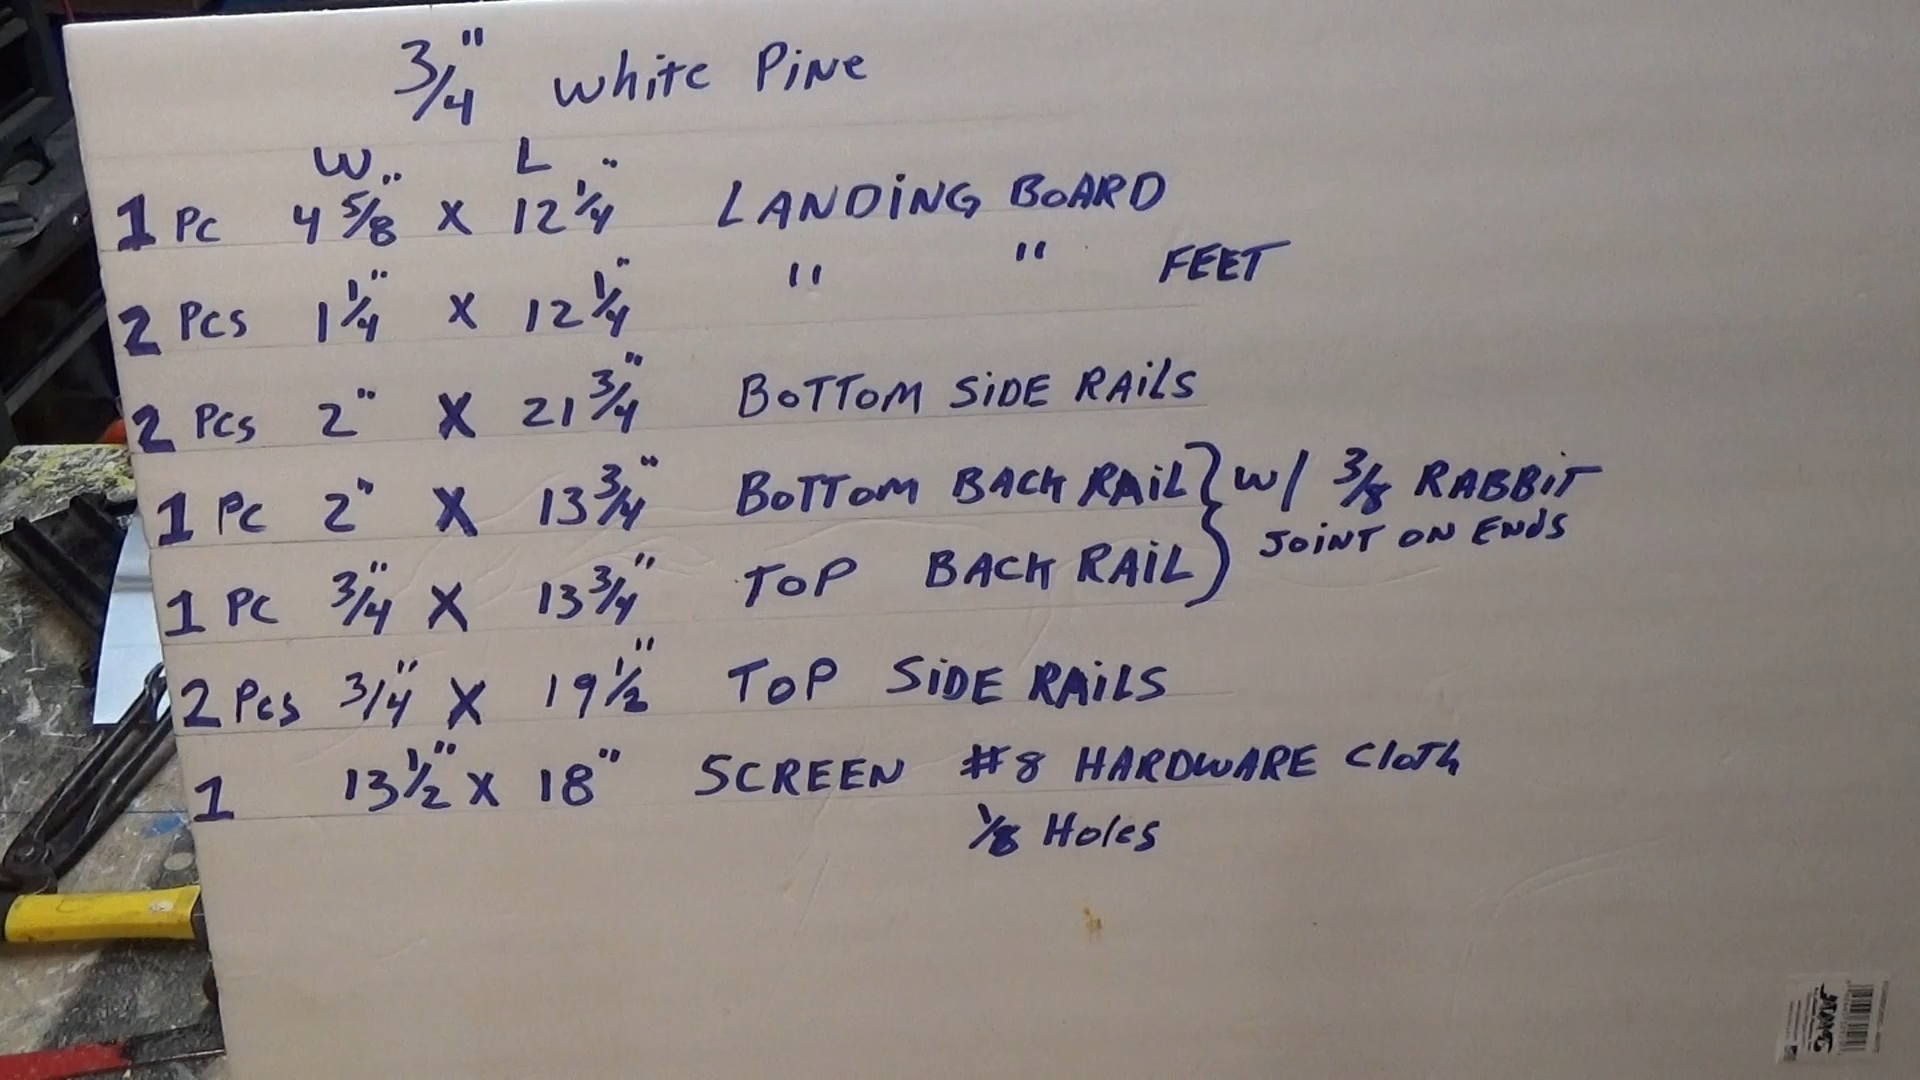 3/4" White Pine
W L
1 Pc 4 5/8" X 12 1/4" LANDiNG BOARD
2 Pcs 1 1/4" X 12 1/4" " " FEET
2 Pcs 2" X 21 3/4" BOTTOM SiDE RAiLS
1 Pc 2" X 13 3/4" BOTTOM BACK RAiL } W/ 3/8 RABBiT
1 PC 3/4" X 13 3/4" TOP BACK RAiL } JOiNT ON ENDS
2 Pcs 3/4" X 19 1/2" TOP SiDE RAiLS
1 13 1/2" X 18" SCREEN #8 HARDWARE Cloth
1/8 Holes